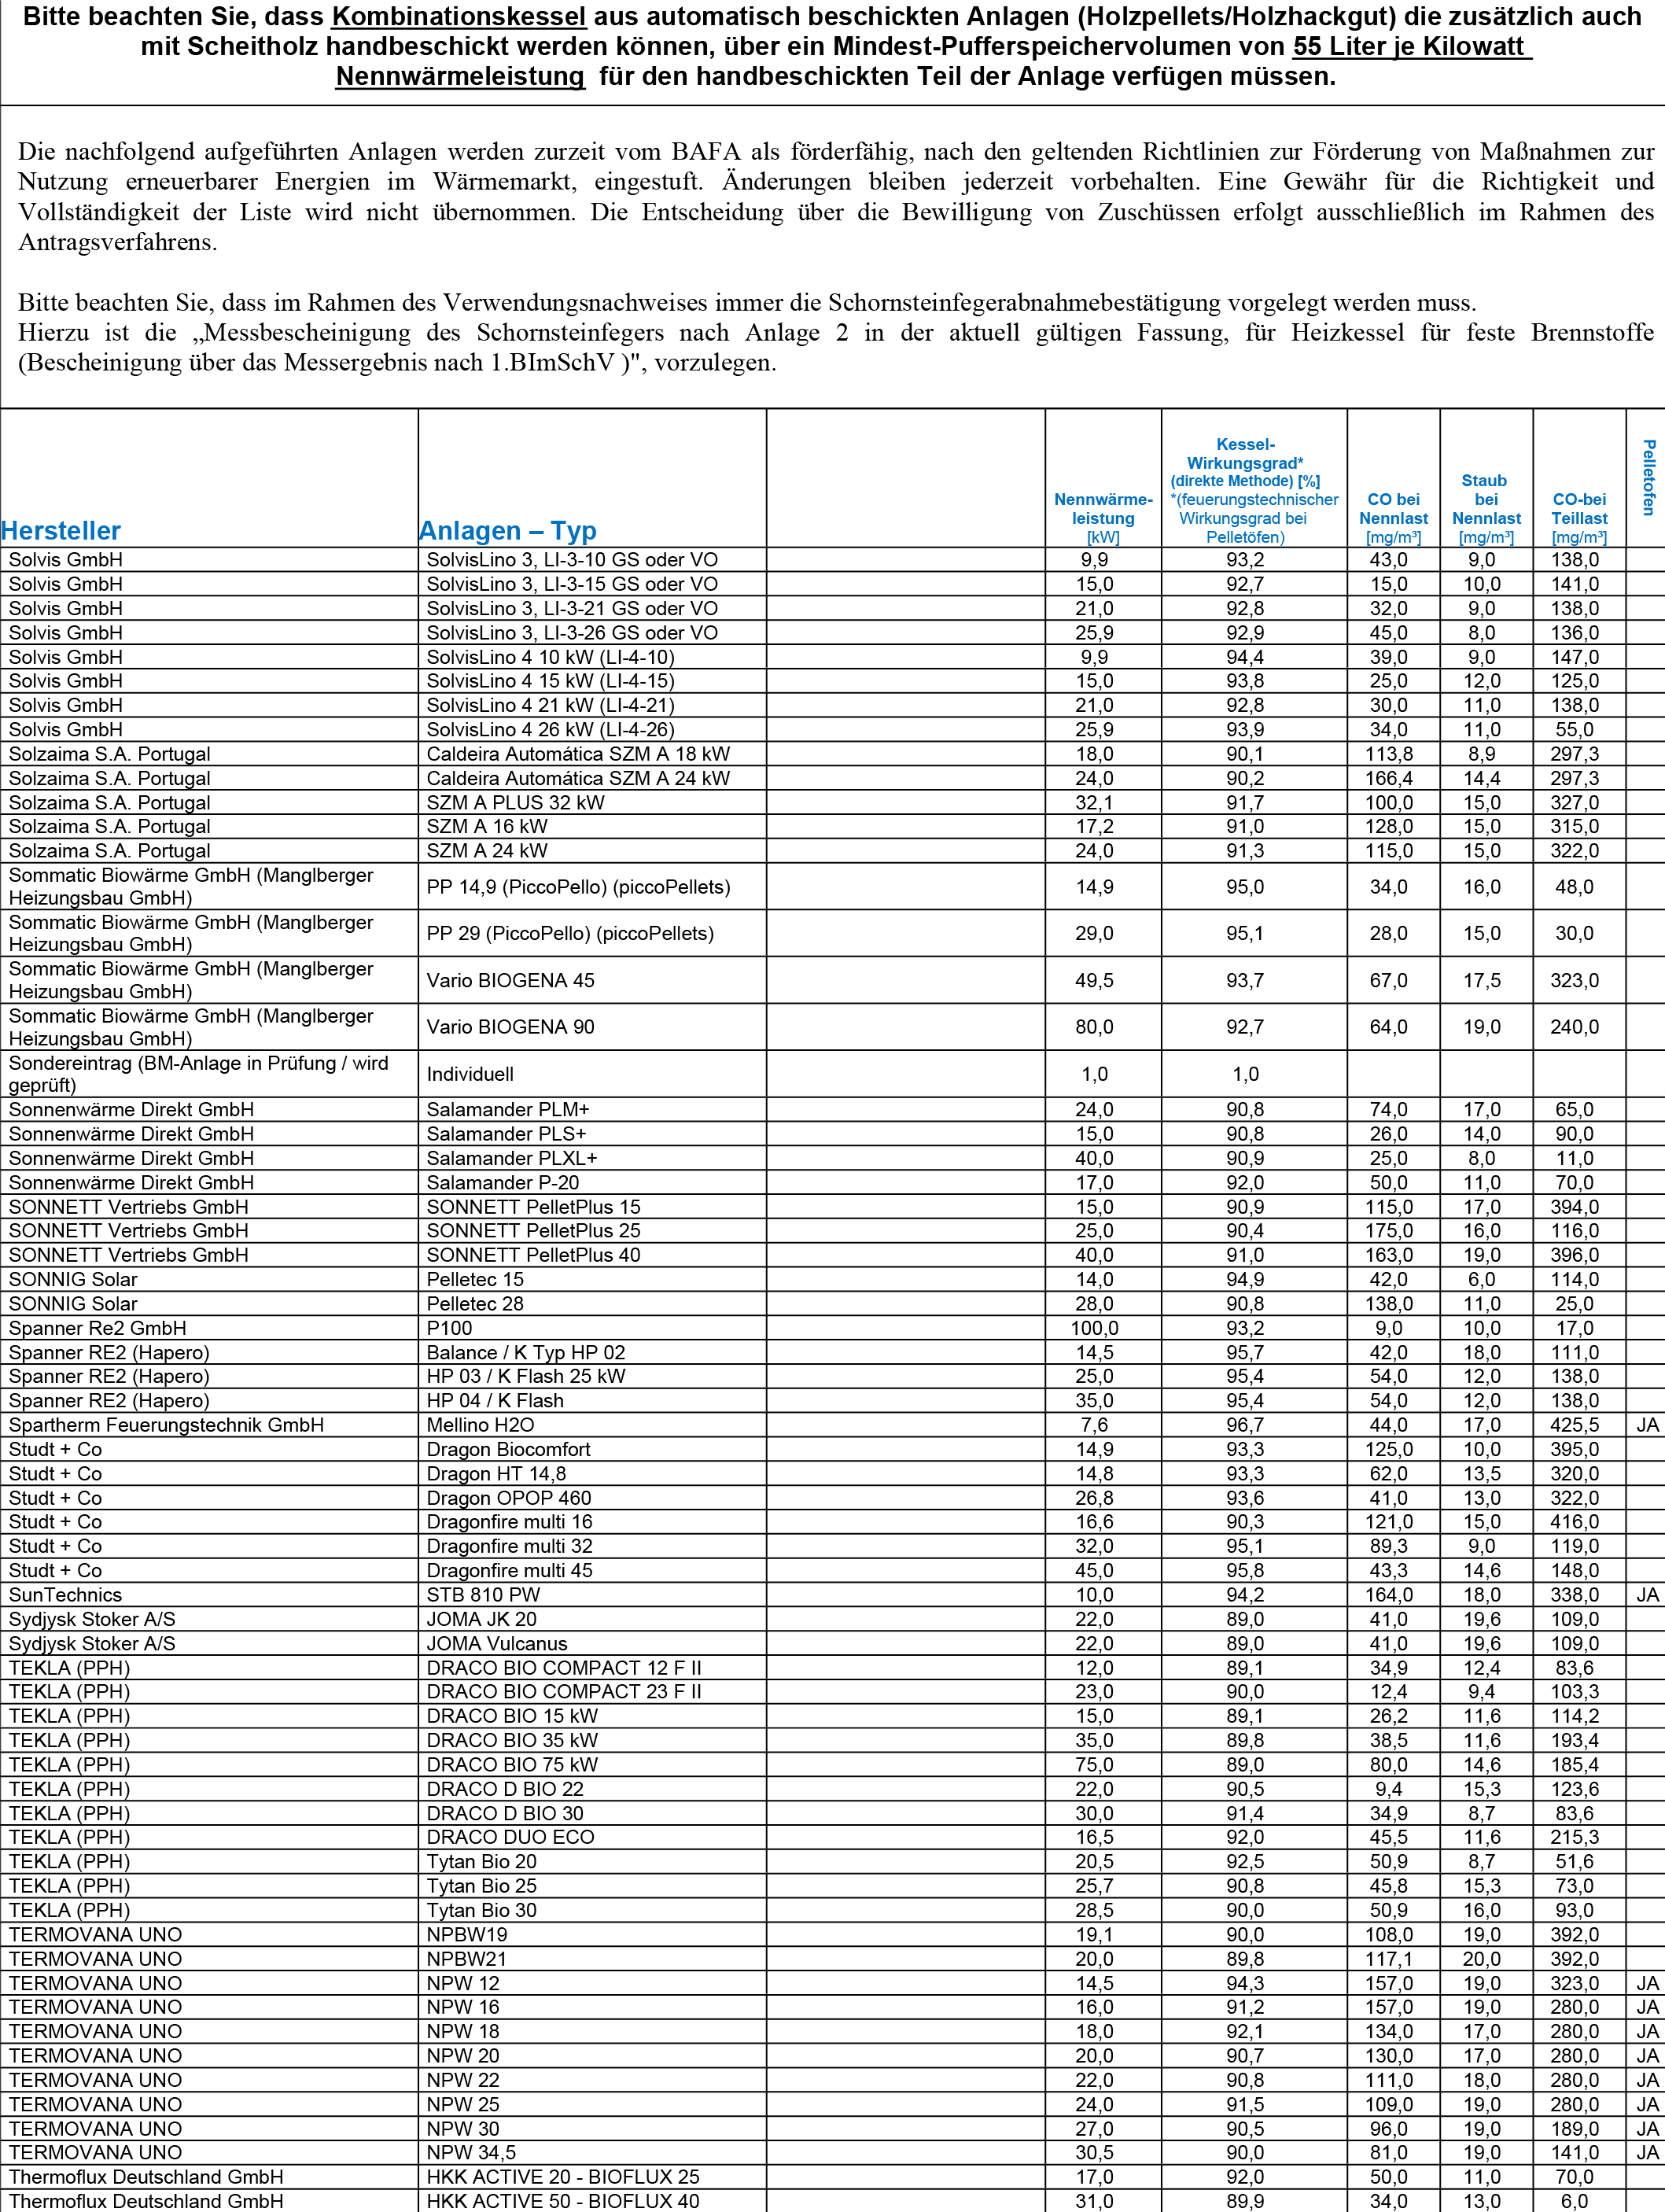 Bitte beachten Sie, dass Kombinationskessel aus automatisch beschickten Anlagen (Holzpellets/Holzhackgut) die zusätzlich auch
mit Scheitholz handbeschickt werden können, über ein Mindest-Pufferspeichervolumen von 55 Liter je Kilowatt
Nennwärmeleistung für den handbeschickten Teil der Anlage verfügen müssen.
Die nachfolgend aufgeführten Anlagen werden zurzeit vom BAFA als förderfähig, nach den geltenden Richtlinien zur Förderung von Maßnahmen zur
Nutzung erneuerbarer Energien im Wärmemarkt, eingestuft. Änderungen bleiben jederzeit vorbehalten. Eine Gewähr für die Richtigkeit und
Vollständigkeit der Liste wird nicht übernommen. Die Entscheidung über die Bewilligung von Zuschüssen erfolgt ausschließlich im Rahmen des
Antragsverfahrens.
Bitte beachten Sie, dass im Rahmen des Verwendungsnachweises immer die Schornsteinfegerabnahmebestätigung vorgelegt werden muss.
Hierzu ist die „Messbescheinigung des Schornsteinfegers nach Anlage 2 in der aktuell gültigen Fassung, für Heizkessel für feste Brennstoffe
(Bescheinigung über das Messergebnis nach 1.BImSchV )", vorzulegen.
Hersteller
Anlagen – Typ
Nennwärme-
leistung
[kW]
Kessel-
Wirkungsgrad*
(direkte Methode) [%]
*(feuerungstechnischer
Wirkungsgrad bei
Pelletöfen)
CO bei
Nennlast
[mg/m³]
Staub
bei
Nennlast
[mg/m³]
CO-bei
Teillast
[mg/m³]
Pelletofen
Solvis GmbH SolvisLino 3, LI-3-10 GS oder VO 9,9 93,2 43,0 9,0 138,0
Solvis GmbH SolvisLino 3, LI-3-15 GS oder VO 15,0 92,7 15,0 10,0 141,0
Solvis GmbH SolvisLino 3, LI-3-21 GS oder VO 21,0 92,8 32,0 9,0 138,0
Solvis GmbH SolvisLino 3, LI-3-26 GS oder VO 25,9 92,9 45,0 8,0 136,0
Solvis GmbH SolvisLino 4 10 kW (LI-4-10) 9,9 94,4 39,0 9,0 147,0
Solvis GmbH SolvisLino 4 15 kW (LI-4-15) 15,0 93,8 25,0 12,0 125,0
Solvis GmbH SolvisLino 4 21 kW (LI-4-21) 21,0 92,8 30,0 11,0 138,0
Solvis GmbH SolvisLino 4 26 kW (LI-4-26) 25,9 93,9 34,0 11,0 55,0
Solzaima S.A. Portugal Caldeira Automática SZM A 18 kW 18,0 90,1 113,8 8,9 297,3
Solzaima S.A. Portugal Caldeira Automática SZM A 24 kW 24,0 90,2 166,4 14,4 297,3
Solzaima S.A. Portugal SZM A PLUS 32 kW 32,1 91,7 100,0 15,0 327,0
Solzaima S.A. Portugal SZM A 16 kW 17,2 91,0 128,0 15,0 315,0
Solzaima S.A. Portugal SZM A 24 kW 24,0 91,3 115,0 15,0 322,0
Sommatic Biowärme GmbH (Manglberger
Heizungsbau GmbH) PP 14,9 (PiccoPello) (piccoPellets) 14,9 95,0 34,0 16,0 48,0
Sommatic Biowärme GmbH (Manglberger
Heizungsbau GmbH) PP 29 (PiccoPello) (piccoPellets) 29,0 95,1 28,0 15,0 30,0
Sommatic Biowärme GmbH (Manglberger
Heizungsbau GmbH) Vario BIOGENA 45 49,5 93,7 67,0 17,5 323,0
Sommatic Biowärme GmbH (Manglberger
Heizungsbau GmbH) Vario BIOGENA 90 80,0 92,7 64,0 19,0 240,0
Sondereintrag (BM-Anlage in Prüfung / wird
geprüft) Individuell 1,0 1,0
Sonnenwärme Direkt GmbH Salamander PLM+ 24,0 90,8 74,0 17,0 65,0
Sonnenwärme Direkt GmbH Salamander PLS+ 15,0 90,8 26,0 14,0 90,0
Sonnenwärme Direkt GmbH Salamander PLXL+ 40,0 90,9 25,0 8,0 11,0
Sonnenwärme Direkt GmbH Salamander P-20 17,0 92,0 50,0 11,0 70,0
SONNETT Vertriebs GmbH SONNETT PelletPlus 15 15,0 90,9 115,0 17,0 394,0
SONNETT Vertriebs GmbH SONNETT PelletPlus 25 25,0 90,4 175,0 16,0 116,0
SONNETT Vertriebs GmbH SONNETT PelletPlus 40 40,0 91,0 163,0 19,0 396,0
SONNIG Solar Pelletec 15 14,0 94,9 42,0 6,0 114,0
SONNIG Solar Pelletec 28 28,0 90,8 138,0 11,0 25,0
Spanner Re2 GmbH P100 100,0 93,2 9,0 10,0 17,0
Spanner RE2 (Hapero) Balance / K Typ HP 02 14,5 95,7 42,0 18,0 111,0
Spanner RE2 (Hapero) HP 03 / K Flash 25 kW 25,0 95,4 54,0 12,0 138,0
Spanner RE2 (Hapero) HP 04 / K Flash 35,0 95,4 54,0 12,0 138,0
Spartherm Feuerungstechnik GmbH Mellino H2O 7,6 96,7 44,0 17,0 425,5 JA
Studt + Co Dragon Biocomfort 14,9 93,3 125,0 10,0 395,0
Studt + Co Dragon HT 14,8 14,8 93,3 62,0 13,5 320,0
Studt + Co Dragon OPOP 460 26,8 93,6 41,0 13,0 322,0
Studt + Co Dragonfire multi 16 16,6 90,3 121,0 15,0 416,0
Studt + Co Dragonfire multi 32 32,0 95,1 89,3 9,0 119,0
Studt + Co Dragonfire multi 45 45,0 95,8 43,3 14,6 148,0
SunTechnics STB 810 PW 10,0 94,2 164,0 18,0 338,0 JA
Sydjysk Stoker A/S JOMA JK 20 22,0 89,0 41,0 19,6 109,0
Sydjysk Stoker A/S JOMA Vulcanus 22,0 89,0 41,0 19,6 109,0
TEKLA (PPH) DRACO BIO COMPACT 12 F II 12,0 89,1 34,9 12,4 83,6
TEKLA (PPH) DRACO BIO COMPACT 23 F II 23,0 90,0 12,4 9,4 103,3
TEKLA (PPH) DRACO BIO 15 kW 15,0 89,1 26,2 11,6 114,2
TEKLA (PPH) DRACO BIO 35 kW 35,0 89,8 38,5 11,6 193,4
TEKLA (PPH) DRACO BIO 75 kW 75,0 89,0 80,0 14,6 185,4
TEKLA (PPH) DRACO D BIO 22 22,0 90,5 9,4 15,3 123,6
TEKLA (PPH) DRACO D BIO 30 30,0 91,4 34,9 8,7 83,6
TEKLA (PPH) DRACO DUO ECO 16,5 92,0 45,5 11,6 215,3
TEKLA (PPH) Tytan Bio 20 20,5 92,5 50,9 8,7 51,6
TEKLA (PPH) Tytan Bio 25 25,7 90,8 45,8 15,3 73,0
TEKLA (PPH) Tytan Bio 30 28,5 90,0 50,9 16,0 93,0
TERMOVANA UNO NPBW19 19,1 90,0 108,0 19,0 392,0
TERMOVANA UNO NPBW21 20,0 89,8 117,1 20,0 392,0
TERMOVANA UNO NPW 12 14,5 94,3 157,0 19,0 323,0 JA
TERMOVANA UNO NPW 16 16,0 91,2 157,0 19,0 280,0 JA
TERMOVANA UNO NPW 18 18,0 92,1 134,0 17,0 280,0 JA
TERMOVANA UNO NPW 20 20,0 90,7 130,0 17,0 280,0 JA
TERMOVANA UNO NPW 22 22,0 90,8 111,0 18,0 280,0 JA
TERMOVANA UNO NPW 25 24,0 91,5 109,0 19,0 280,0 JA
TERMOVANA UNO NPW 30 27,0 90,5 96,0 19,0 189,0 JA
TERMOVANA UNO NPW 34,5 30,5 90,0 81,0 19,0 141,0 JA
Thermoflux Deutschland GmbH HKK ACTIVE 20 - BIOFLUX 25 17,0 92,0 50,0 11,0 70,0
Thermoflux Deutschland GmbH HKK ACTIVE 50 - BIOFLUX 40 31,0 89,9 34,0 13,0 6,0